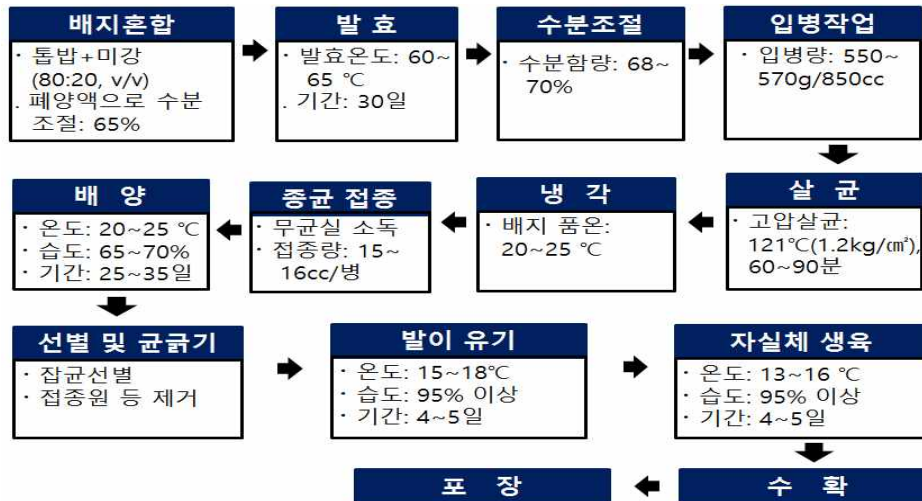 배지혼합
· 톱밥+미강
(80:20, v/v)
. 폐양액으로 수분
조절: 65%
발 효
· 발효온도: 60~
65 ℃
. 기간: 30일
수분조절
· 수분함량: 68~
70%
입병작업
· 입병량: 550~
570g/850cc
살 균
· 고압살균:
121℃(1.2kg/㎠),
60~90분
냉 각
· 배지 품온:
20~25 ℃
종균 접종
· 무균실 소독
· 접종량: 15~
16cc/병
배 양
· 온도: 20~25 ℃
· 습도: 65~70%
· 기간: 25~35일
선별 및 균긁기
· 잡균선별
· 접종원 등 제거
발이 유기
· 온도: 15~18℃
· 습도: 95% 이상
· 기간: 4~5일
자실체 생육
· 온도: 13~16 ℃
· 습도: 95% 이상
· 기간: 4~5일
수 확
포 장